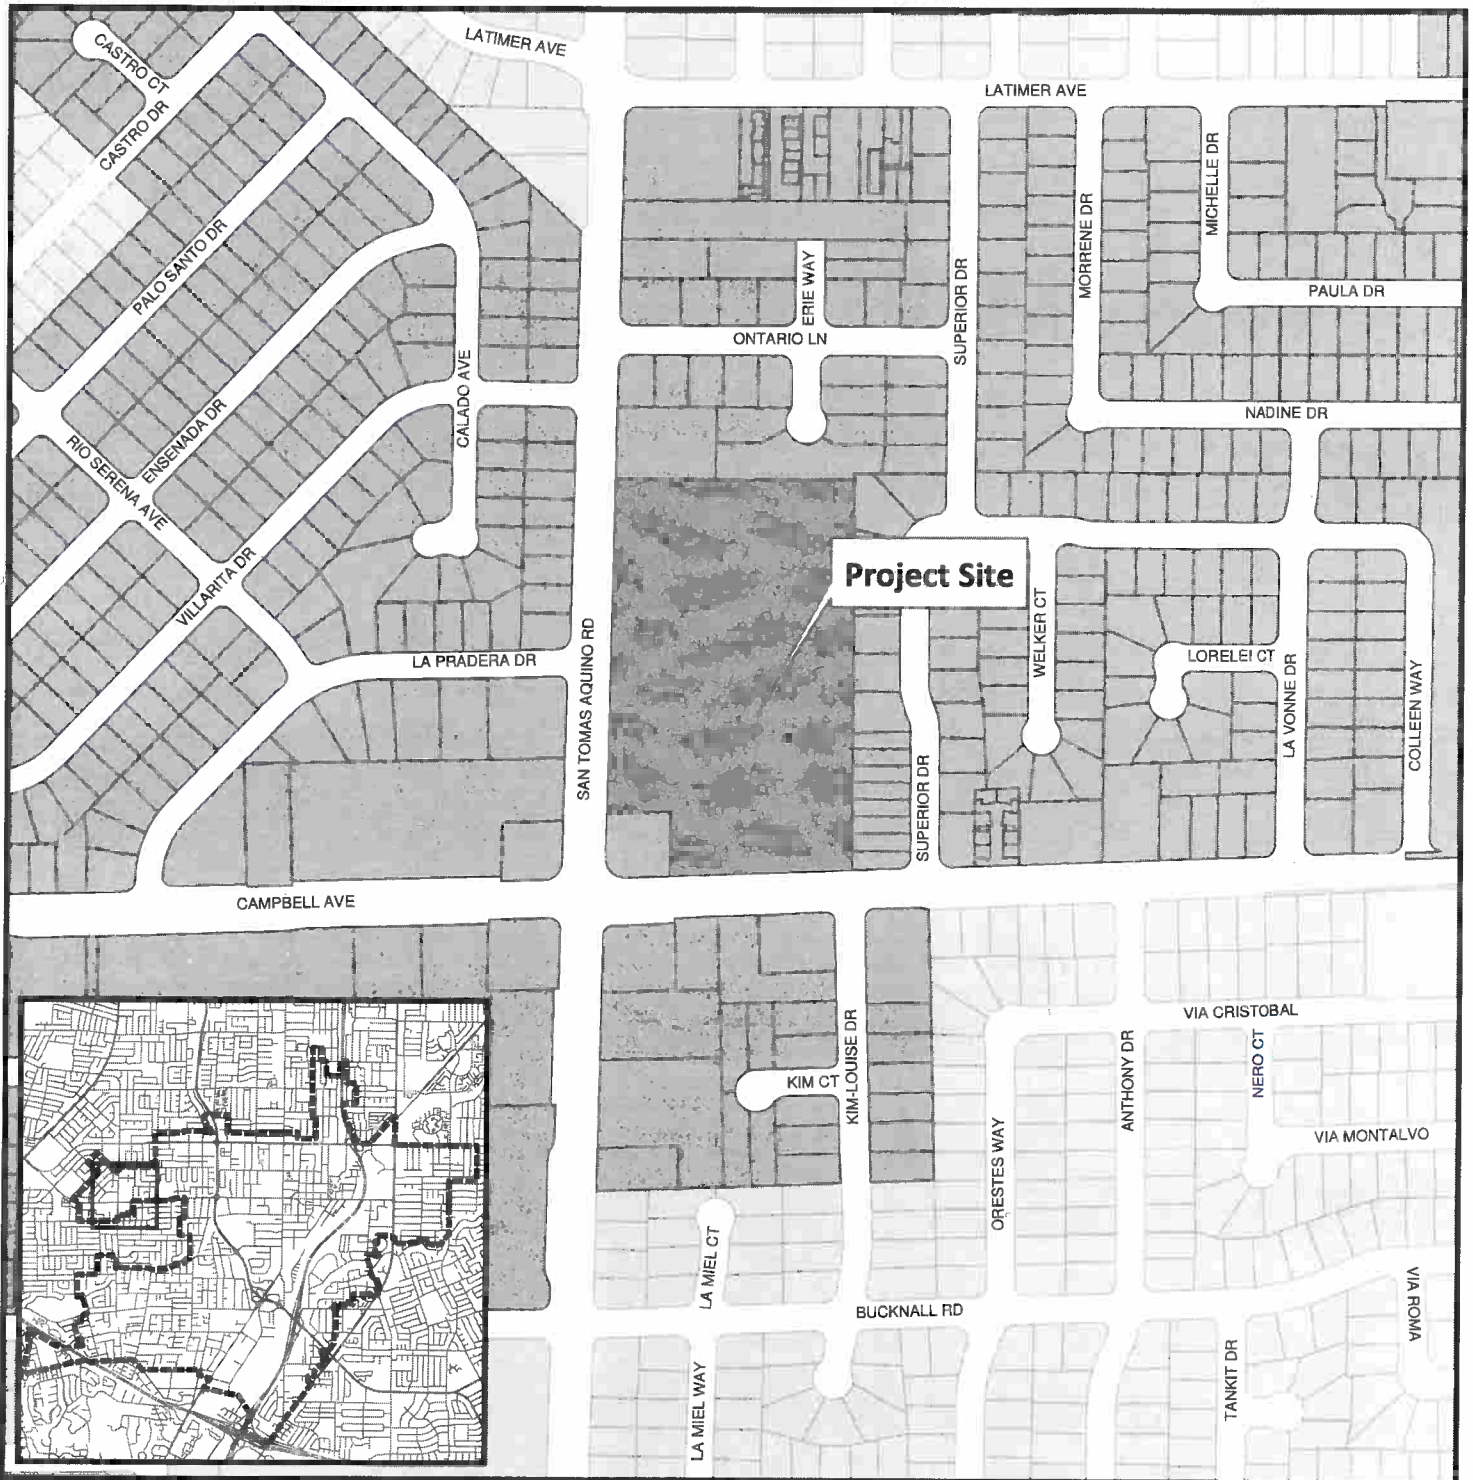 LATIMER AVE
CASTRO CT
CASTRO DR
LATIMER AVE
MICHELLE DR
PALO SANTO DR
MORRENE DR
ERIE WAY
SUPERIOR DR
PAULA DR
ONTARIO LN
CALADO AVE
ENSENADA DR
NADINE DR
RIO SERENA AVE
VILLARITA DR
Project Site
WELKER CT
LA PRADERA DR
SAN TOMAS AQUINO RD
LORELEI CT
LA VONNE DR
COLLEEN WAY
SUPERIOR DR
CAMPBELL AVE
VIA CRISTOBAL
KIM-LOUISE DR
KIM CT
ANTHONY DR
NERO CT
VIA MONTALVO
ORESTES WAY
LA MIEL CT
BUCKNALL RD
VIA ROMA
LA MIEL WAY
TANKIT DR